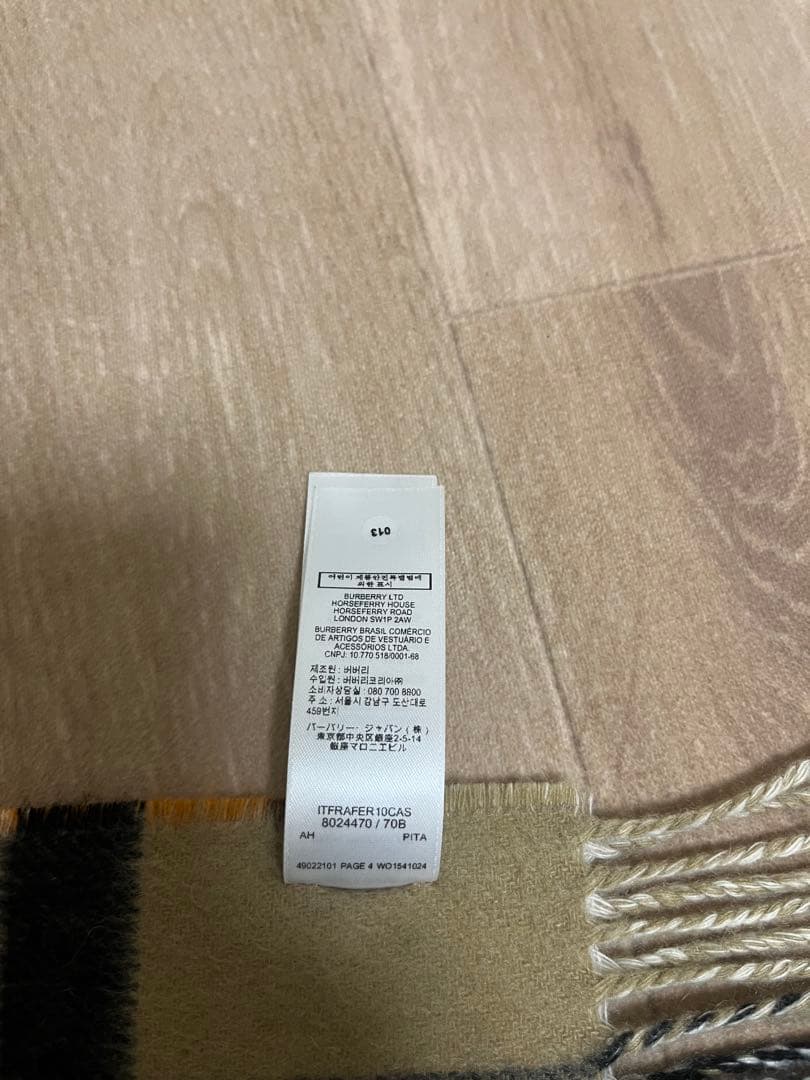 013
어린이 제품안전특별법에
의한 표시
BURBERRY LTD
HORSEFERRY HOUSE
HORSEFERRY ROAD
LONDON SW1P 2AW
BURBERRY BRASIL COMÉRCIO
DE ARTIGOS DE VESTUÁRIO E
ACESSÓRIOS LTDA.
CNPJ: 10.770.518/0001-68
제조원 : 버버리
수입원 : 버버리코리아㈜
소비자상담실 : 080 700 8800
주 소 : 서울시 강남구 도산대로
459번지
バーバリー・ジャパン（株）
東京都中央区銀座2-5-14
銀座マロニエビル
ITFRAFER10CAS
8024470 / 70B
AH PITA
49022101 PAGE 4 WO1541024